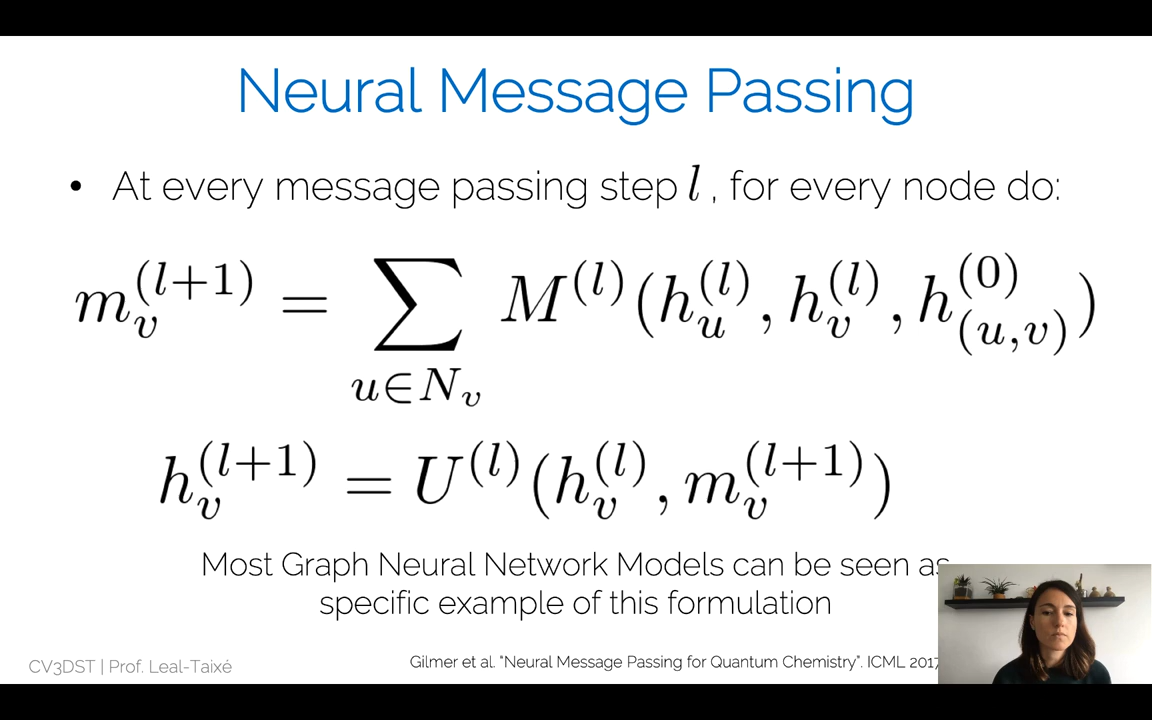 Neural Message Passing
• At every message passing step l , for every node do:
m_v^{(l+1)} = \sum_{u \in N_v} M^{(l)}(h_u^{(l)}, h_v^{(l)}, h_{(u,v)}^{(0)})
h_v^{(l+1)} = U^{(l)}(h_v^{(l)}, m_v^{(l+1)})
Most Graph Neural Network Models can be seen as
specific example of this formulation
CV3DST | Prof. Leal-Taixé
Gilmer et al. "Neural Message Passing for Quantum Chemistry". ICML 2017